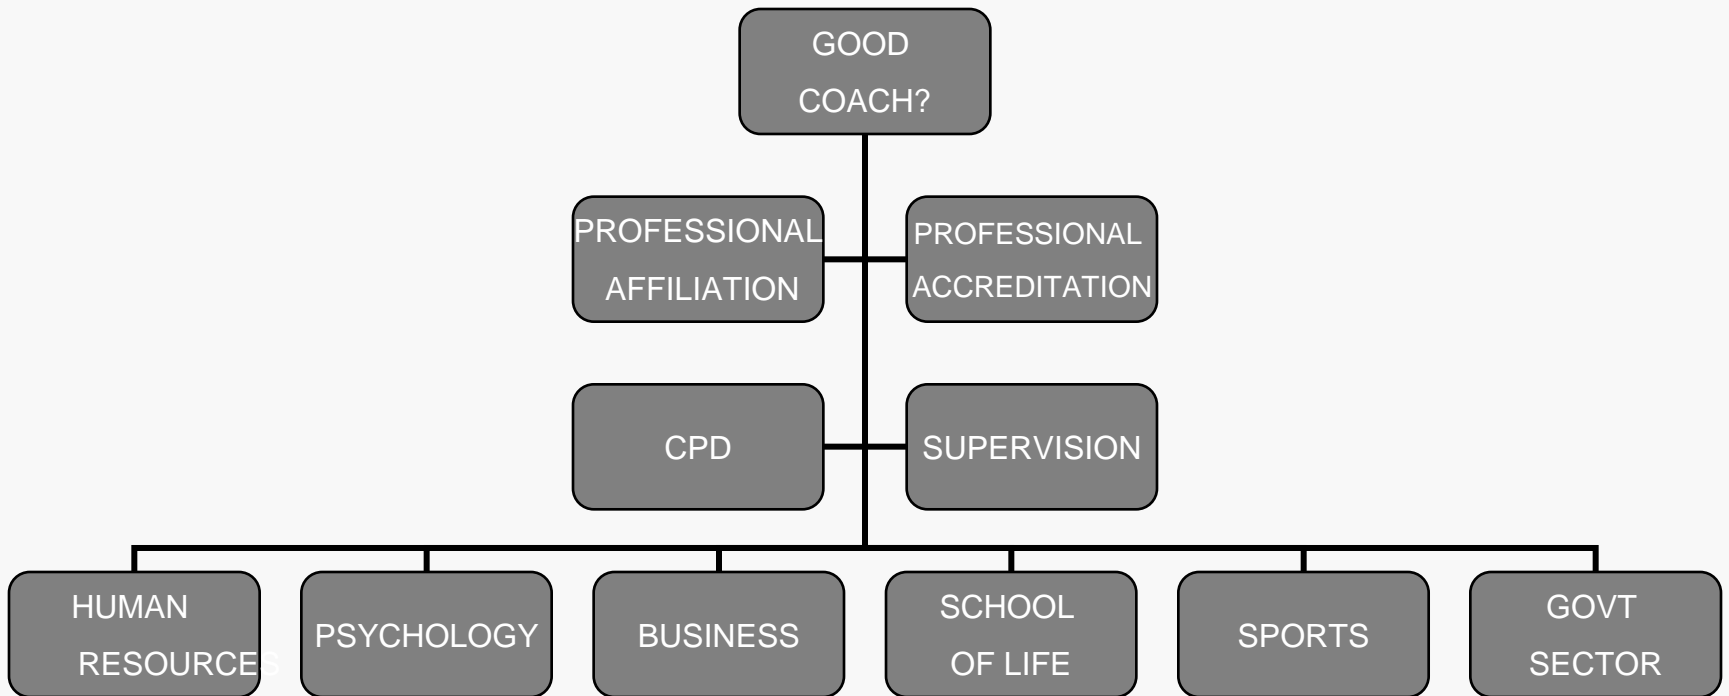 GOOD
COACH?
PROFESSIONAL
AFFILIATION
PROFESSIONAL
ACCREDITATION
CPD
SUPERVISION
HUMAN
RESOURCES
PSYCHOLOGY
BUSINESS
SCHOOL
OF LIFE
SPORTS
GOVT
SECTOR